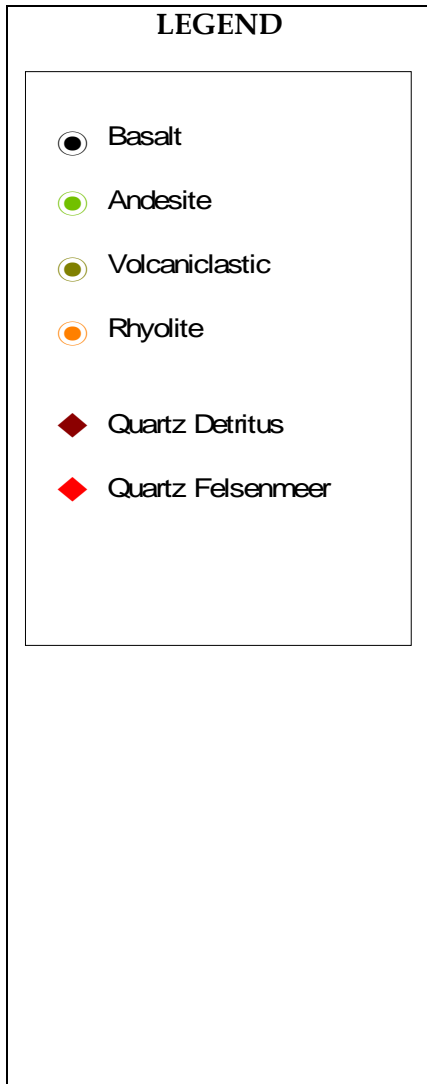 LEGEND
Basalt
Andesite
Volcaniclastic
Rhyolite
Quartz Detritus
Quartz Felsenmeer